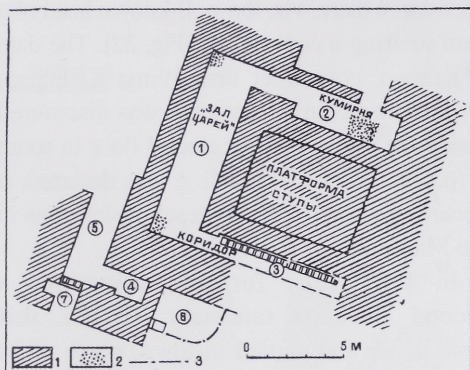 „ЗАЛ
ЦАРЕЙ"
1
КУМИРНЯ
2
ПЛАТФОРМА
СТУПЫ
КОРИДОР
3
5
4
7
6
1 2 3 0 5 м